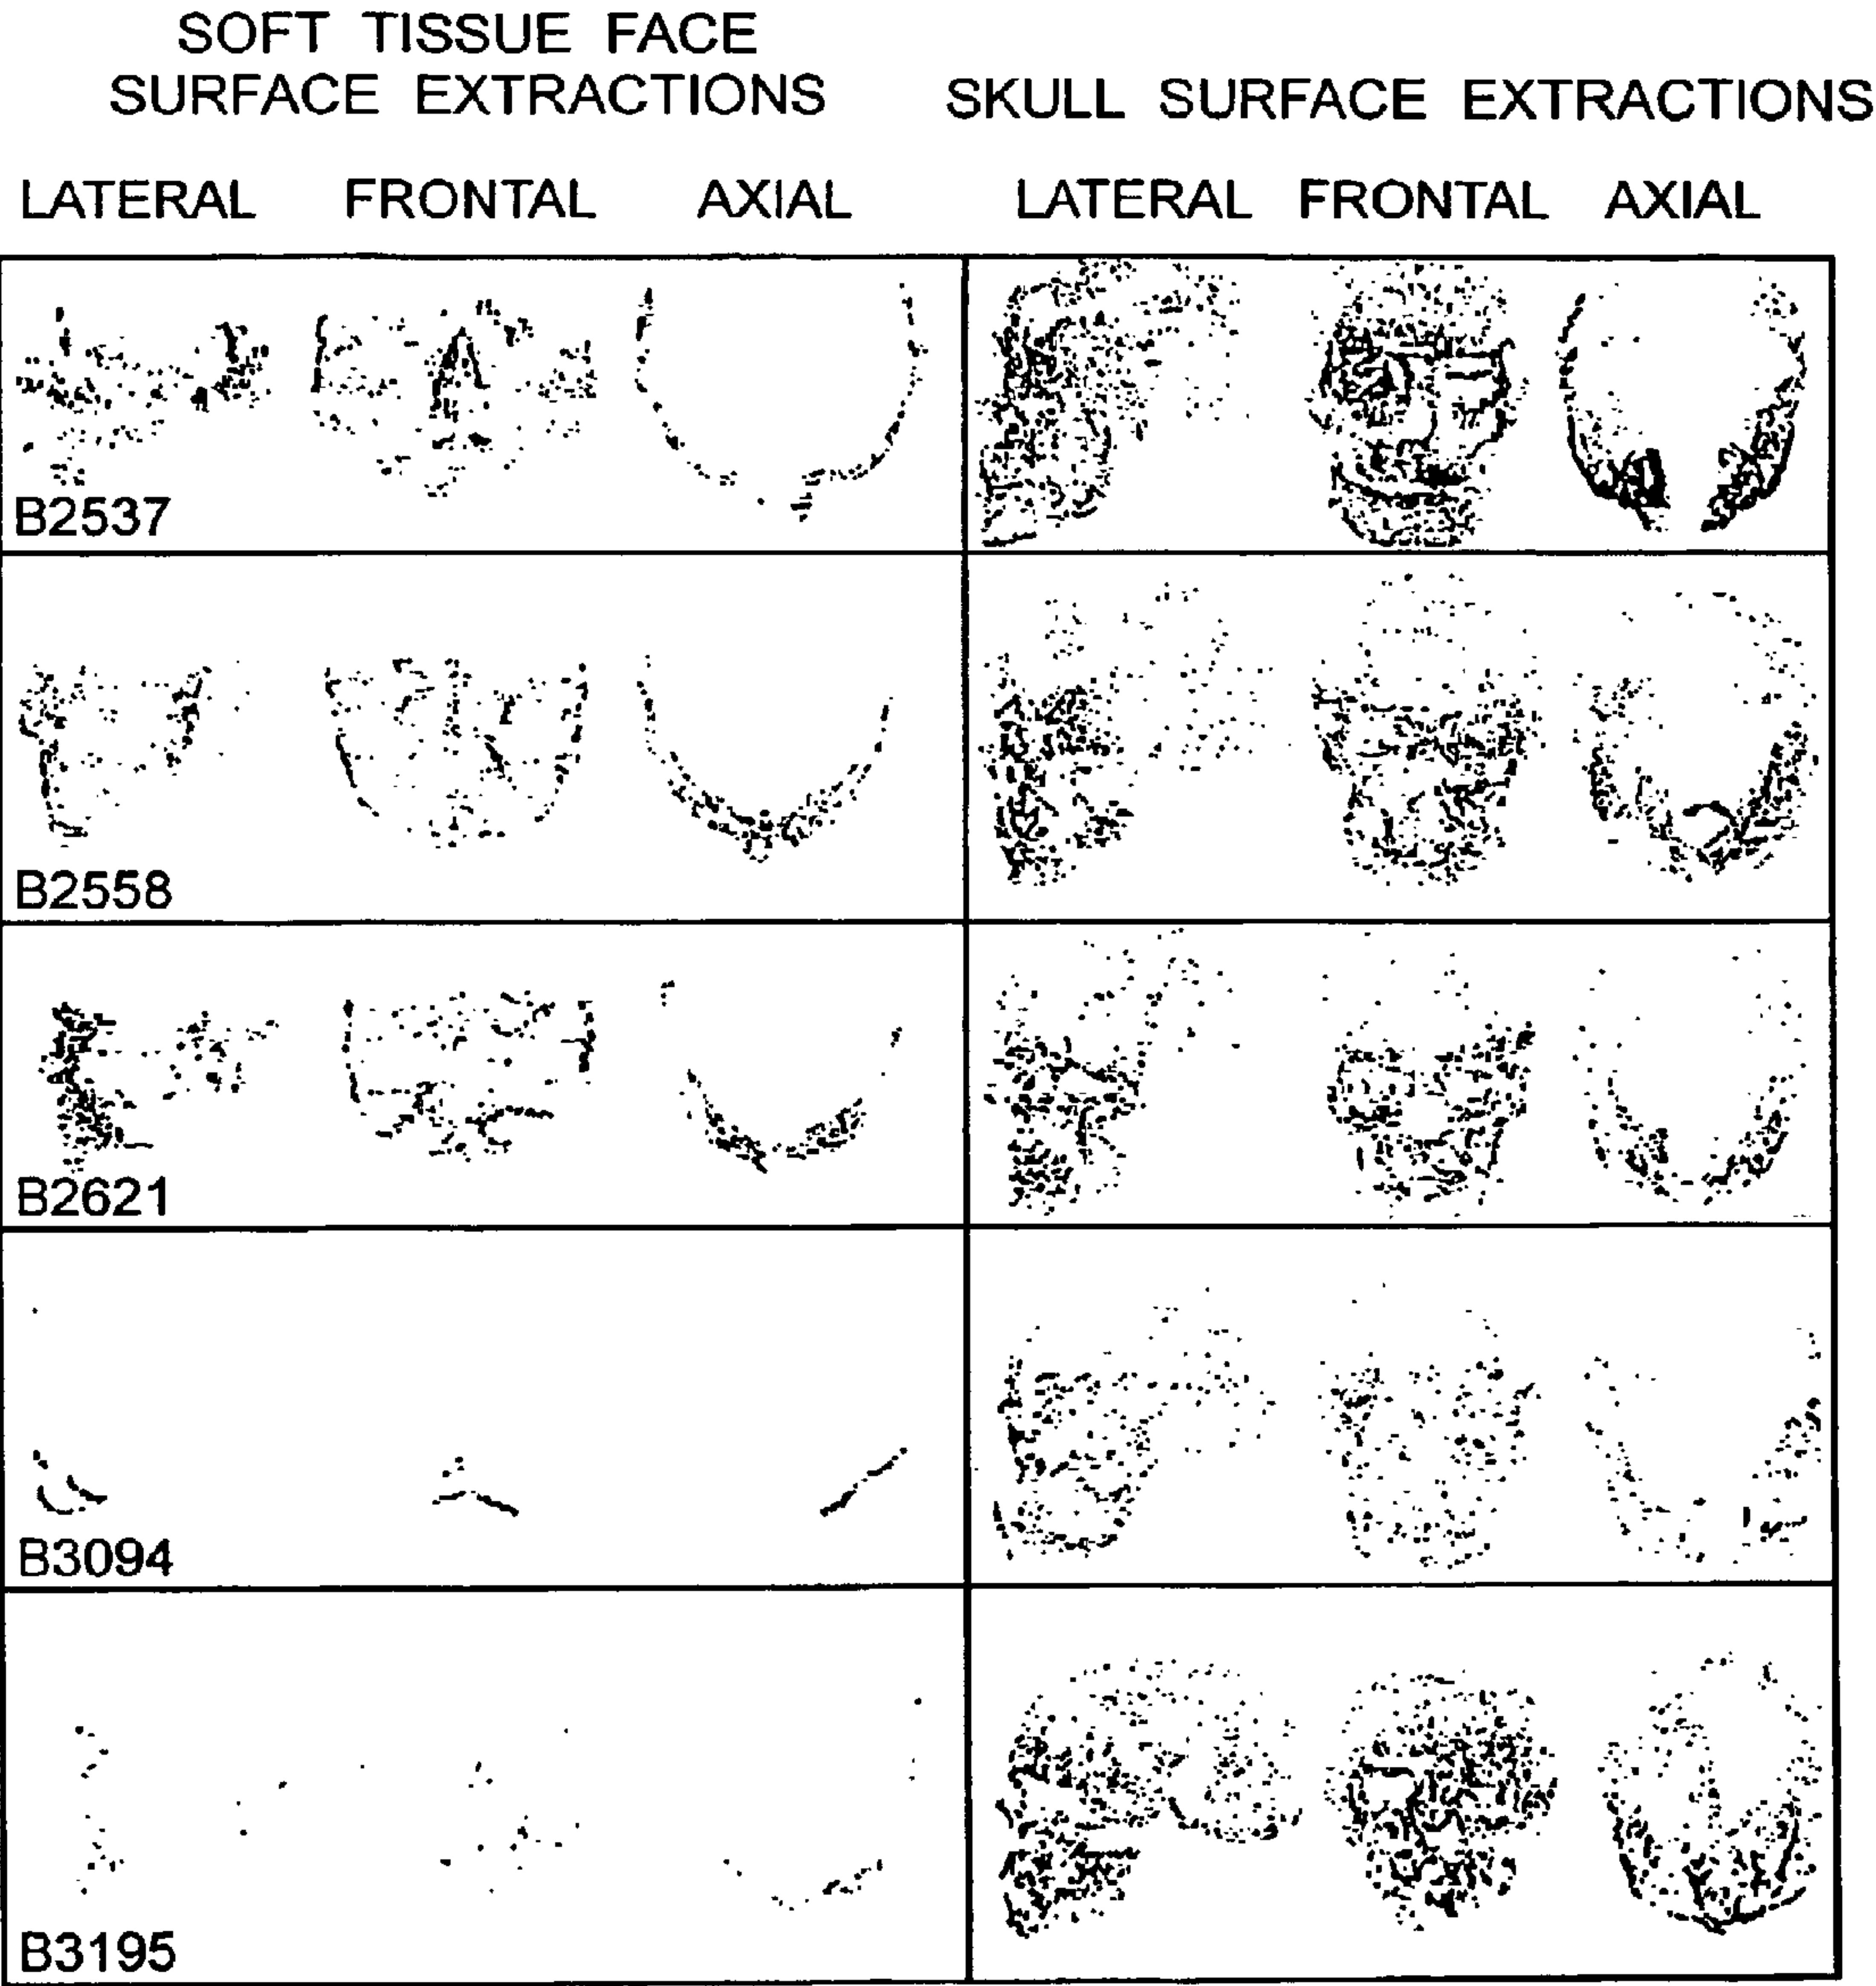 SOFT TISSUE FACE
SURFACE EXTRACTIONS
SKULL SURFACE EXTRACTIONS
LATERAL FRONTAL AXIAL LATERAL FRONTAL AXIAL
B2537
B2558
B2621
B3094
B3195